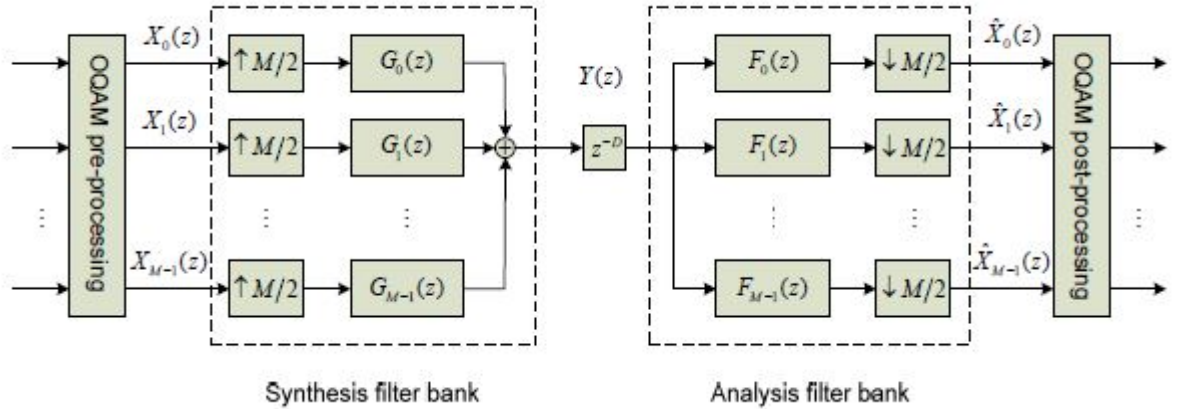 OQAM pre-processing
X_0(z)
↑M/2
G_0(z)
X_1(z)
↑M/2
G_1(z)
⋮
⋮
⋮
X_{M-1}(z)
↑M/2
G_{M-1}(z)
+
Y(z)
z^{-D}
F_0(z)
↓M/2
X̂_0(z)
F_1(z)
↓M/2
X̂_1(z)
⋮
⋮
⋮
F_{M-1}(z)
↓M/2
X̂_{M-1}(z)
OQAM post-processing
Synthesis filter bank
Analysis filter bank